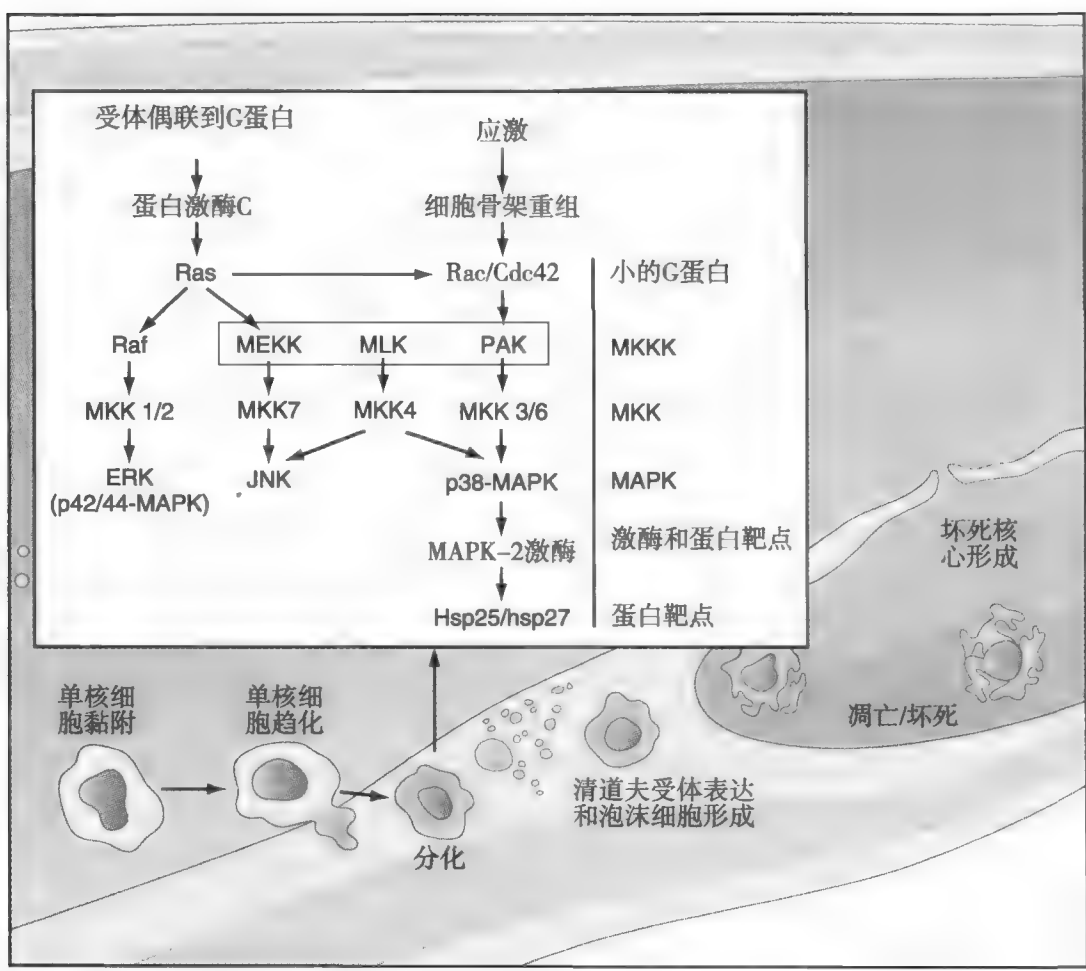 受体偶联到G蛋白
应激
蛋白激酶C
细胞骨架重组
Ras
Rac/Cdc42
小的G蛋白
Raf
MEKK
MLK
PAK
MKKK
MKK 1/2
MKK7
MKK4
MKK 3/6
MKK
ERK
(p42/44-MAPK)
JNK
p38-MAPK
MAPK
MAPK-2激酶
激酶和蛋白靶点
Hsp25/hsp27
蛋白靶点
坏死核
心形成
单核细
胞黏附
单核细
胞趋化
凋亡/坏死
清道夫受体表达
和泡沫细胞形成
分化